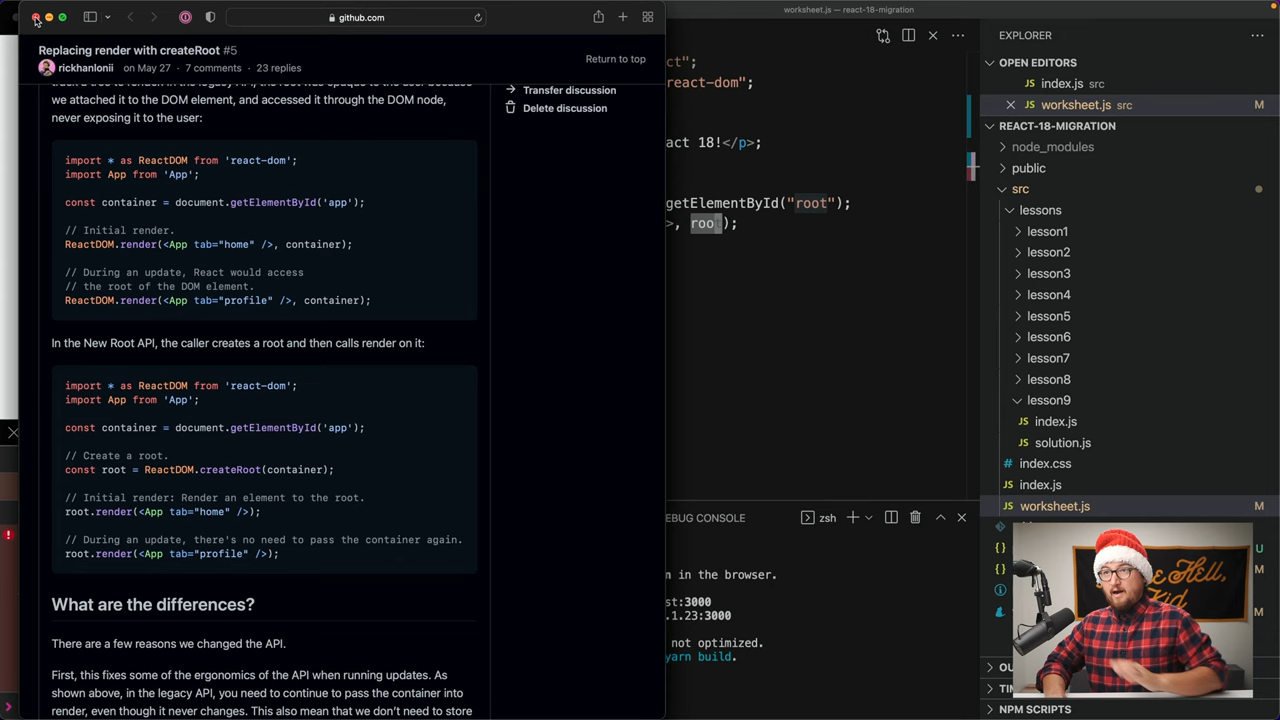 github.com
Replacing render with createRoot #5
rickhanlonii on May 27 · 7 comments · 23 replies
Return to top
never exposing it to the user:
we attached it to the DOM element, and accessed it through the DOM node,
import * as ReactDOM from 'react-dom';
import App from 'App';
const container = document.getElementById('app');
// Initial render.
ReactDOM.render(<App tab="home" />, container);
// During an update, React would access
// the root of the DOM element.
ReactDOM.render(<App tab="profile" />, container);
In the New Root API, the caller creates a root and then calls render on it:
import * as ReactDOM from 'react-dom';
import App from 'App';
const container = document.getElementById('app');
// Create a root.
const root = ReactDOM.createRoot(container);
// Initial render: Render an element to the root.
root.render(<App tab="home" />);
// During an update, there's no need to pass the container again.
root.render(<App tab="profile" />);
What are the differences?
There are a few reasons we changed the API.
First, this fixes some of the ergonomics of the API when running updates. As
shown above, in the legacy API, you need to continue to pass the container into
render, even though it never changes. This also mean that we don't need to store
Transfer discussion
Delete discussion
worksheet.js — react-18-migration
ct";
react-dom";
act 18!</p>;
getElementById("root");
>, root);
EBUG CONSOLE
zsh
n in the browser.
st:3000
.1.23:3000
not optimized.
yarn build.
EXPLORER
OPEN EDITORS
JS index.js src
JS worksheet.js src M
REACT-18-MIGRATION
node_modules
public
src
lessons
lesson1
lesson2
lesson3
lesson4
lesson5
lesson6
lesson7
lesson8
lesson9
JS index.js
JS solution.js
# index.css
JS index.js
JS worksheet.js M
U
M
M
Hell,
Kid
OU
TIM
NPM SCRIPTS